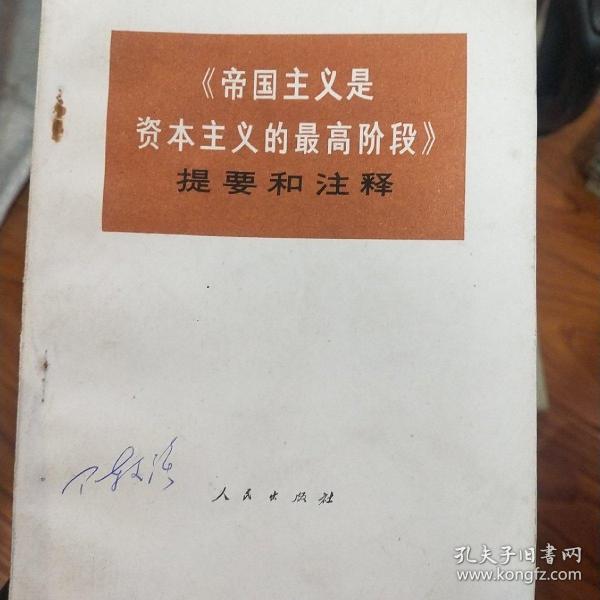 《帝国主义是
资本主义的最高阶段》
提要和注释
人民出版社
孔夫子旧书网
www.kongfz.com